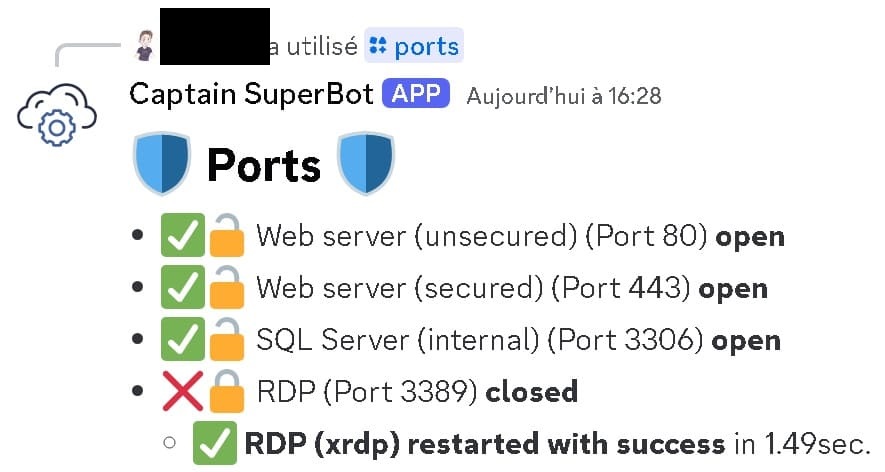 a utilisé ports
Captain SuperBot APP Aujourd'hui à 16:28
Ports
Web server (unsecured) (Port 80) open
Web server (secured) (Port 443) open
SQL Server (internal) (Port 3306) open
RDP (Port 3389) closed
RDP (xrdp) restarted with success in 1.49sec.